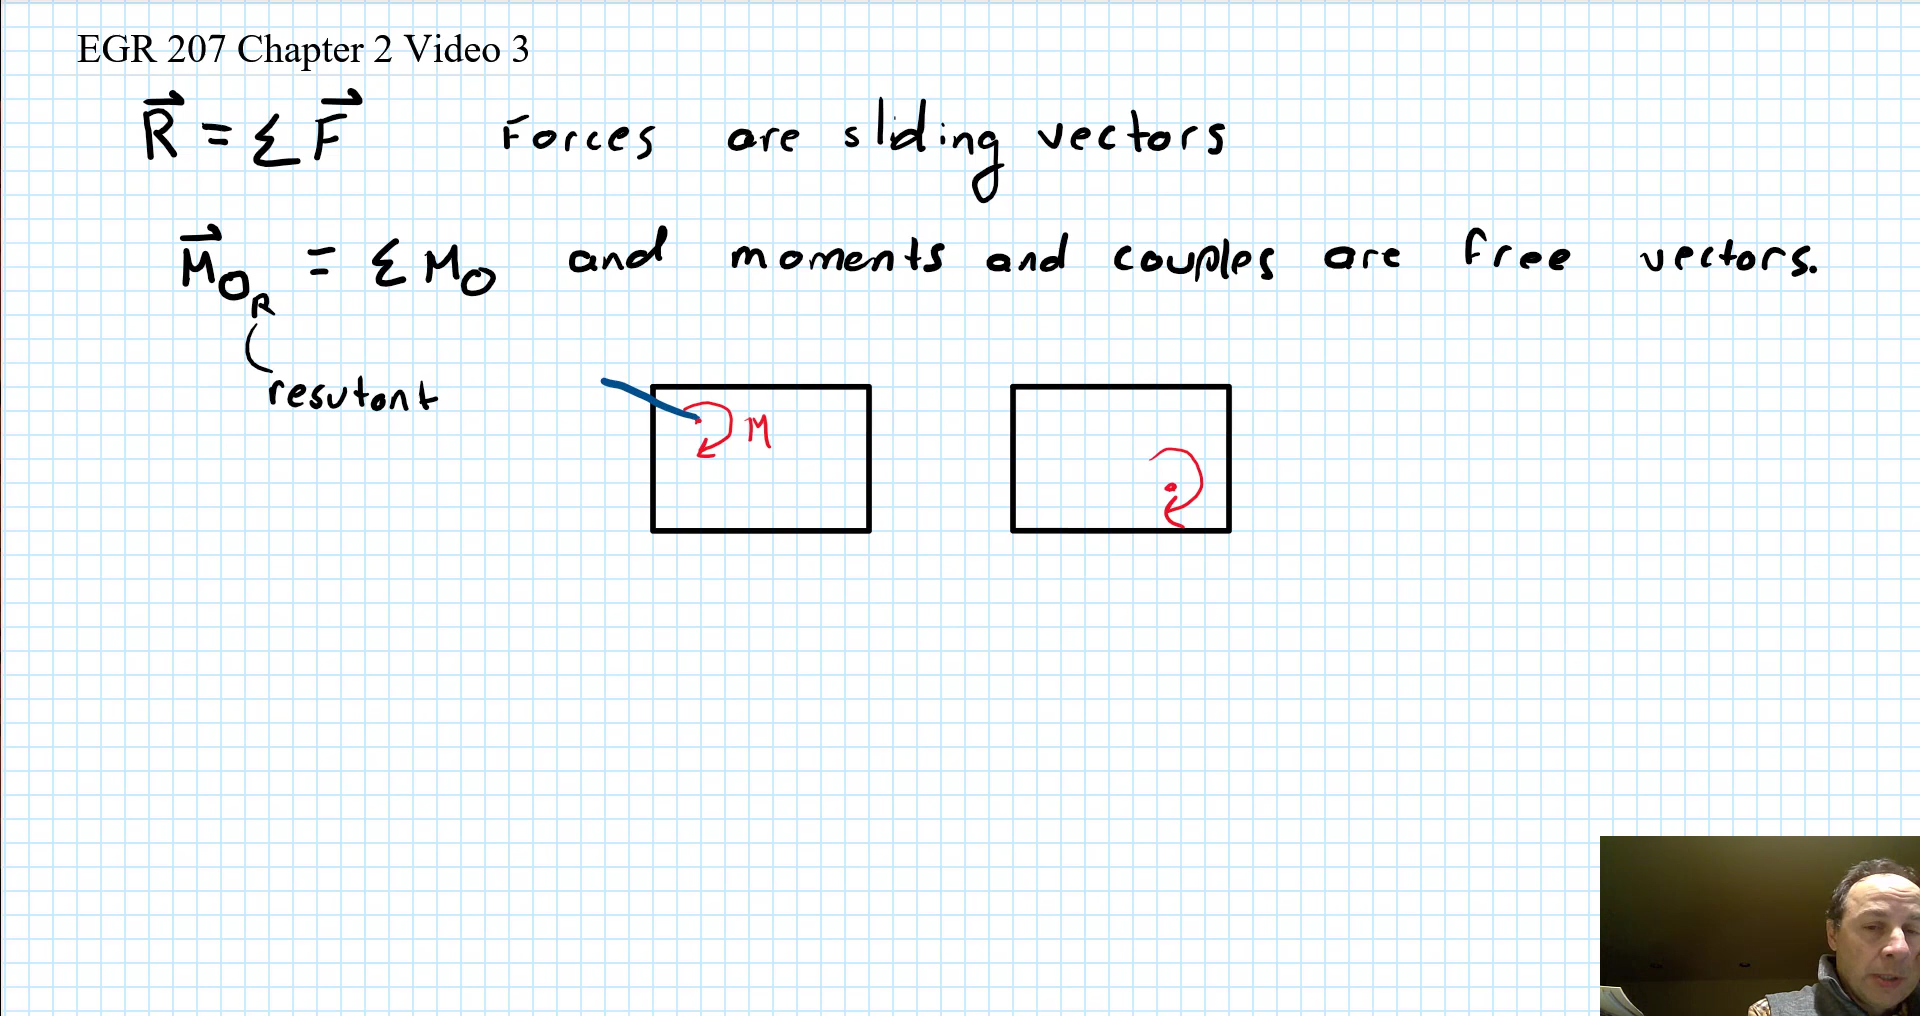 EGR 207 Chapter 2 Video 3
R⃗ = Σ F⃗ Forces are sliding vectors
M⃗_O_R = Σ M_O and moments and couples are free vectors.
resutant
M